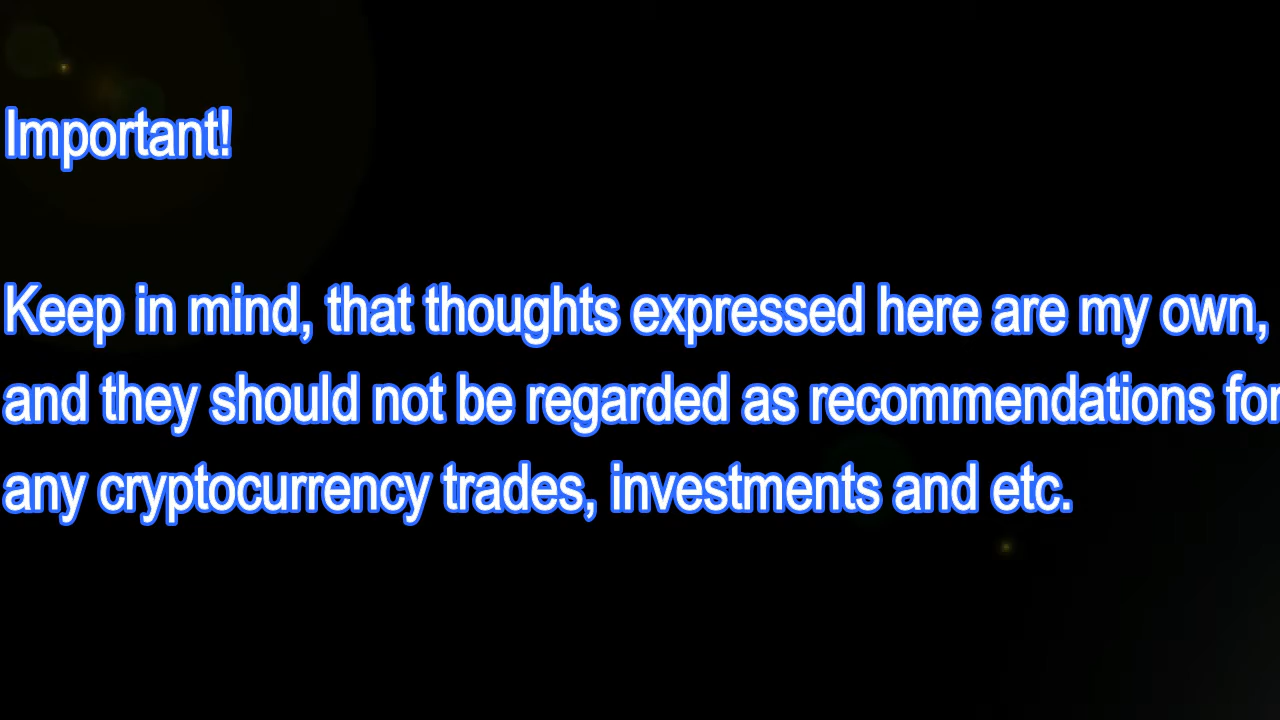 Important!
Keep in mind, that thoughts expressed here are my own,
and they should not be regarded as recommendations for
any cryptocurrency trades, investments and etc.